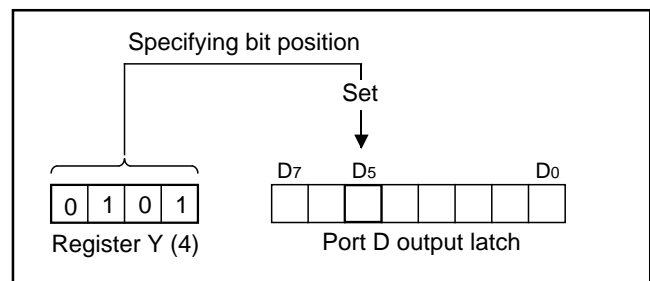 Specifying bit position
Set
D7 D5 D0
0 1 0 1
Register Y (4) Port D output latch